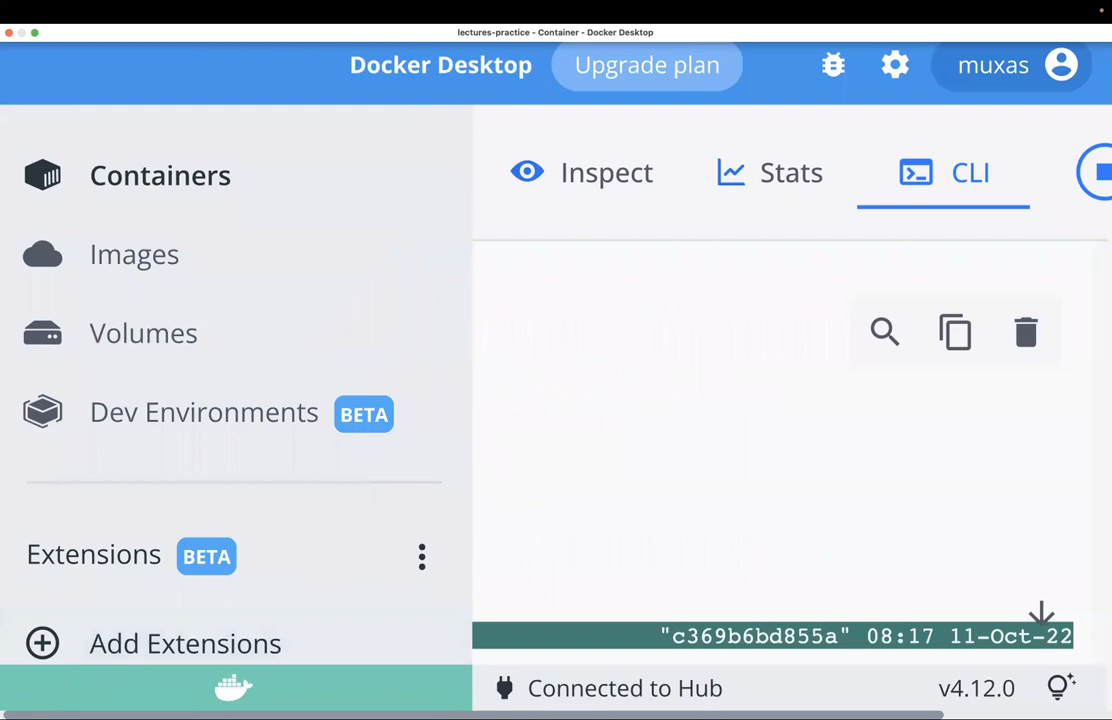 lectures-practice - Container - Docker Desktop
Docker Desktop
Upgrade plan
muxas
Containers
Images
Volumes
Dev Environments BETA
Extensions BETA
Add Extensions
Inspect
Stats
CLI
"c369b6bd855a" 08:17 11-Oct-22
Connected to Hub
v4.12.0